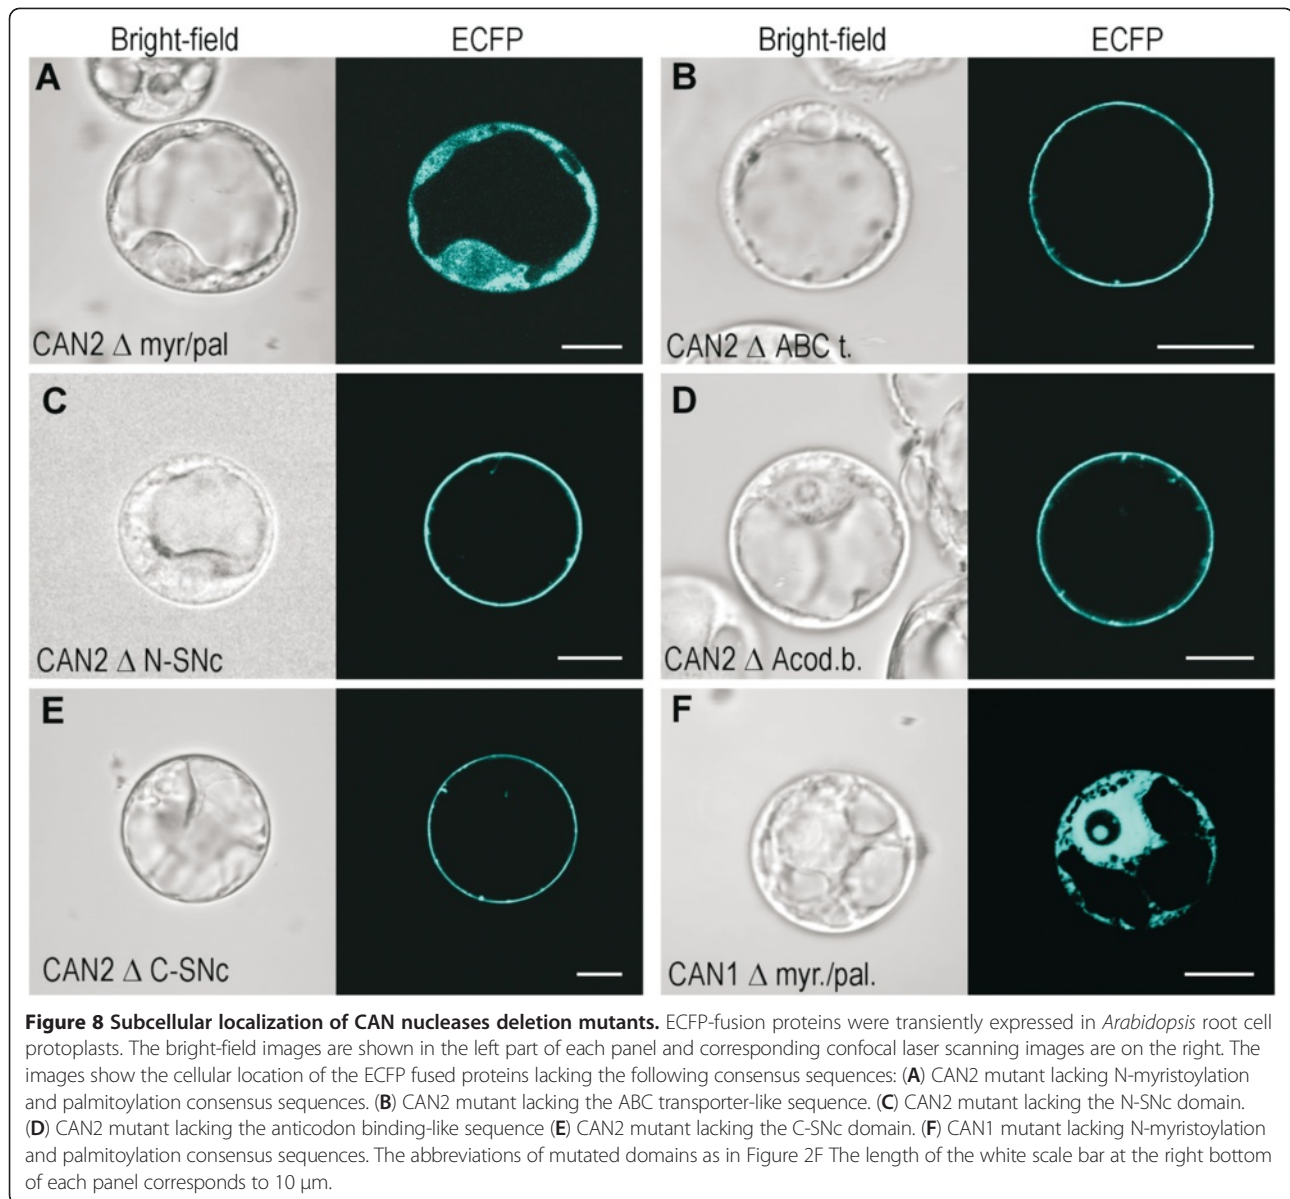 Bright-field ECFP Bright-field ECFP
A B
CAN2 Δ myr/pal CAN2 Δ ABC t.
C D
CAN2 Δ N-SNc CAN2 Δ Acod.b.
E F
CAN2 Δ C-SNc CAN1 Δ myr./pal.
Figure 8 Subcellular localization of CAN nucleases deletion mutants. ECFP-fusion proteins were transiently expressed in Arabidopsis root cell
protoplasts. The bright-field images are shown in the left part of each panel and corresponding confocal laser scanning images are on the right. The
images show the cellular location of the ECFP fused proteins lacking the following consensus sequences: (A) CAN2 mutant lacking N-myristoylation
and palmitoylation consensus sequences. (B) CAN2 mutant lacking the ABC transporter-like sequence. (C) CAN2 mutant lacking the N-SNc domain.
(D) CAN2 mutant lacking the anticodon binding-like sequence (E) CAN2 mutant lacking the C-SNc domain. (F) CAN1 mutant lacking N-myristoylation
and palmitoylation consensus sequences. The abbreviations of mutated domains as in Figure 2F The length of the white scale bar at the right bottom
of each panel corresponds to 10 μm.